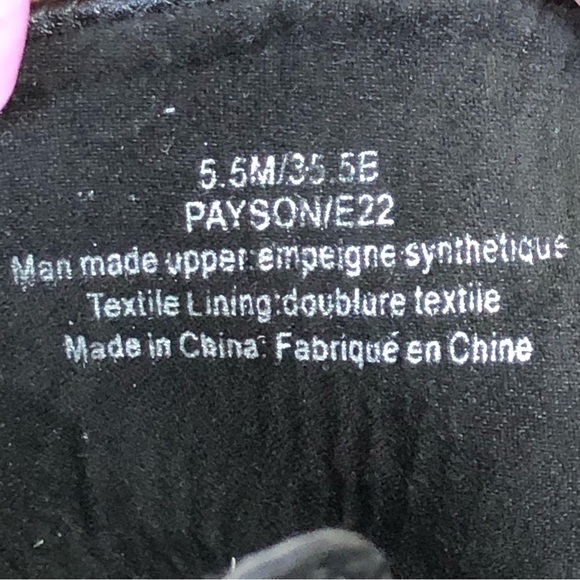 5.5M/35.5B
PAYSON/E22
Man made upper:empeigne synthetique
Textile Lining:doublure textile
Made in China: Fabriqué en Chine